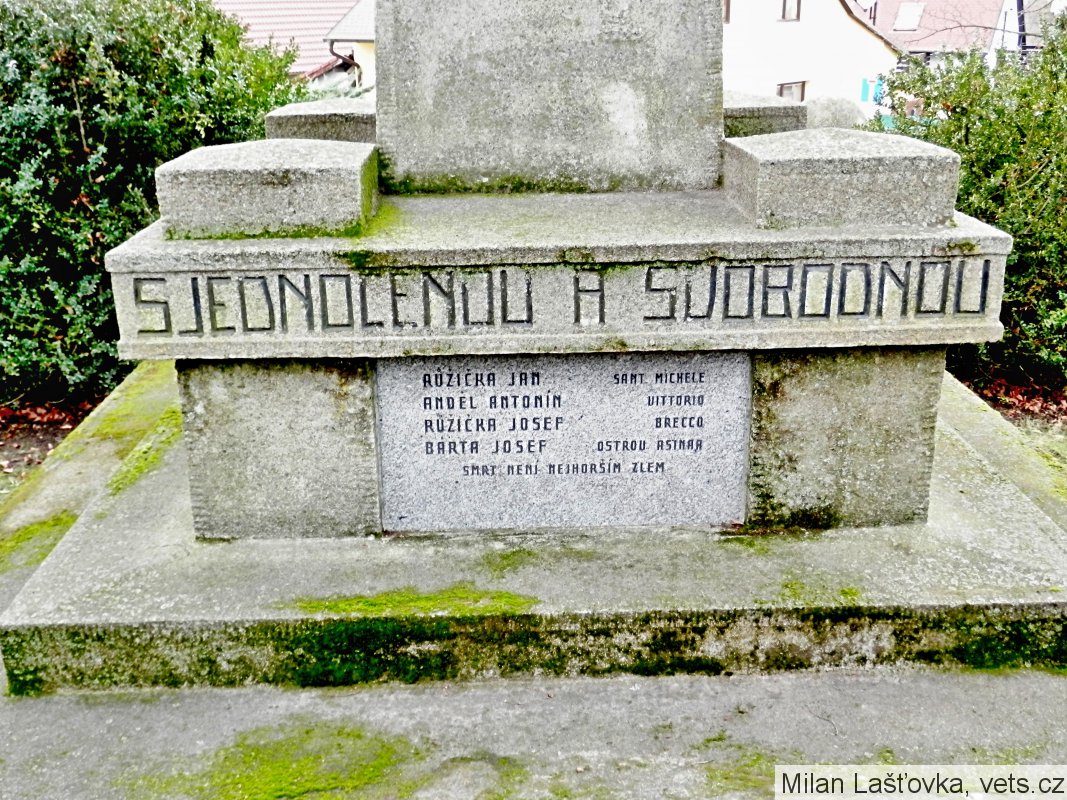 SJEDNOCENOU A SVOBODNOU
RŮŽIČKA JAN SANT MICHELE
ANDĚL ANTONÍN VITTORIO
RŮŽIČKA JOSEF BRECCO
BÁRTA JOSEF OSTROV ASINAA
SMRT NENÍ NEJHORŠÍM ZLEM
Milan Lašťovka, vets.cz